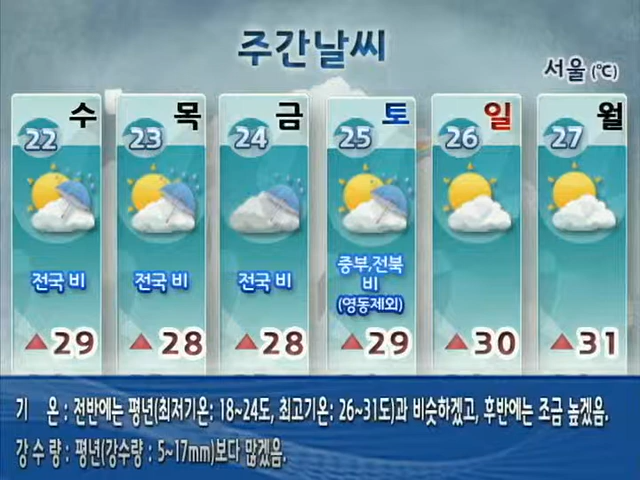 주간날씨
서울 (℃)
수 목 금 토 일 월
22 23 24 25 26 27
전국 비 전국 비 전국 비 중부,전북
비
(영동제외)
▲29 ▲28 ▲28 ▲29 ▲30 ▲31
기 온 : 전반에는 평년(최저기온: 18~24도, 최고기온: 26~31도)과 비슷하겠고, 후반에는 조금 높겠음.
강 수 량 : 평년(강수량 : 5~17mm)보다 많겠음.